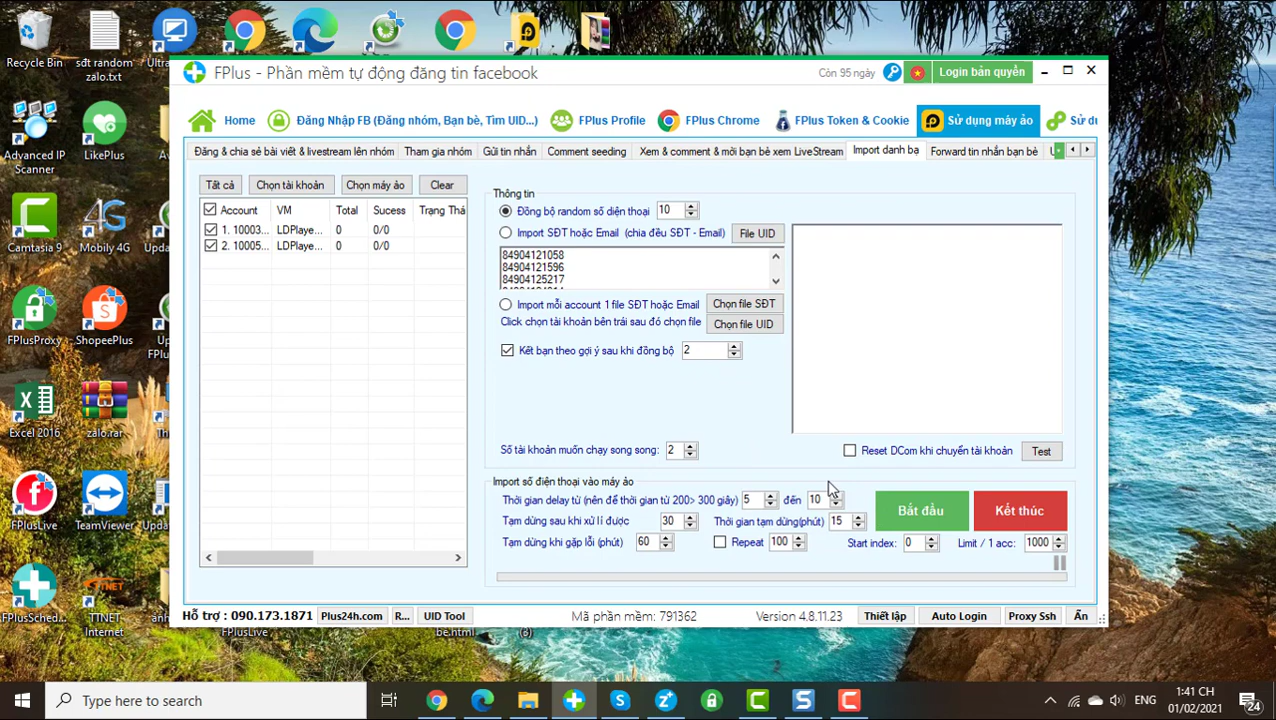 Recycle Bin
sđt random
zalo.txt
FPlus - Phần mềm tự động đăng tin facebook
Còn 95 ngày
Login bản quyền
Home
Đăng Nhập FB (Đăng nhóm, Bạn bè, Tìm UID...)
FPlus Profile
FPlus Chrome
FPlus Token & Cookie
Sử dụng máy ảo
Đăng & chia sẻ bài viết & livestream lên nhóm
Tham gia nhóm
Gửi tin nhắn
Comment seeding
Xem & comment & mời bạn bè xem LiveStream
Import danh bạ
Forward tin nhắn bạn bè
Advanced IP
Scanner
LikePlus
Camtasia 9
Mobily 4G
FPlusProxy
ShopeePlus
Excel 2016
zalo.rar
FPlusLive
TeamViewer
FPlusSched...
TTNET
Internet
FPlusLive
be.html
(3)
Tất cả
Chọn tài khoản
Chọn máy ảo
Clear
Account
VM
Total
Sucess
Trạng Thá
1. 10003...
LDPlaye...
0
0/0
2. 10005...
LDPlaye...
0
0/0
Thông tin
Đồng bộ random số điện thoại
10
Import SĐT hoặc Email (chia đều SĐT - Email)
File UID
84904121058
84904121596
84904125217
Import mỗi account 1 file SĐT hoặc Email
Chọn file SĐT
Click chọn tài khoản bên trái sau đó chọn file
Chọn file UID
Kết bạn theo gợi ý sau khi đồng bộ
2
Số tài khoản muốn chạy song song:
2
Reset DCom khi chuyển tài khoản
Test
Import số điện thoại vào máy ảo
Thời gian delay từ (nên để thời gian từ 200> 300 giây)
5
đến
10
Bắt đầu
Kết thúc
Tạm dừng sau khi xử lí được
30
Thời gian tạm dừng(phút)
15
Tạm dừng khi gặp lỗi (phút)
60
Repeat
100
Start index:
0
Limit / 1 acc:
1000
Hỗ trợ : 090.173.1871
Plus24h.com
R...
UID Tool
Mã phần mềm: 791362
Version 4.8.11.23
Thiết lập
Auto Login
Proxy Ssh
Ẩn
Type here to search
ENG
1:41 CH
01/02/2021
24